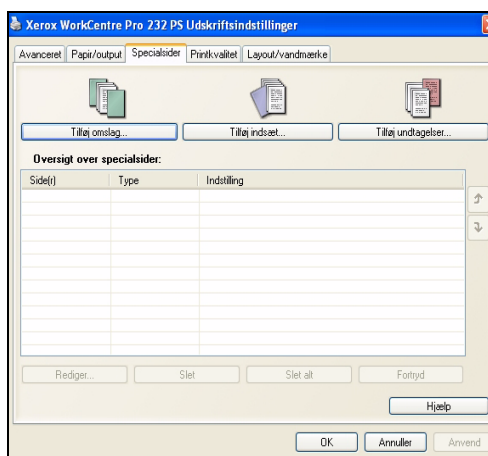 Xerox WorkCentre Pro 232 PS Udskriftsindstillinger
Avanceret Papir/output Specialsider Printkvalitet Layout/vandmærke
Tilføj omslag... Tilføj indsæt... Tilføj undtagelser...
Oversigt over specialsider:
Side(r) Type Indstilling
Rediger... Slet Slet alt Fortryd
Hjælp
OK Annuller Anvend